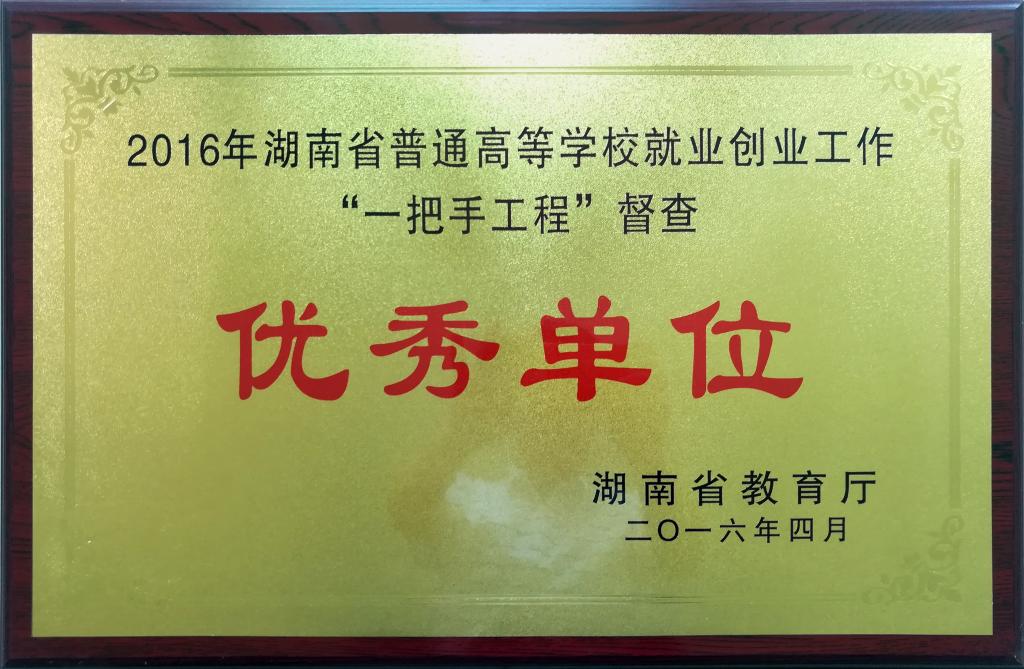 2016年湖南省普通高等学校就业创业工作
“一把手工程”督查
优秀单位
湖南省教育厅
二〇一六年四月